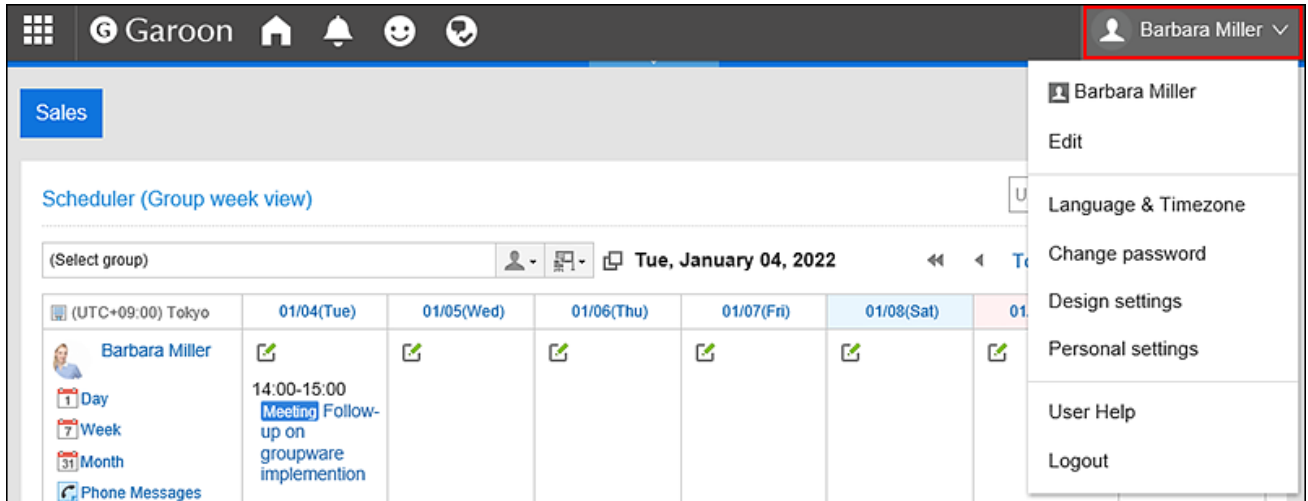 G Garoon
Barbara Miller
Barbara Miller
Edit
Language & Timezone
Change password
Design settings
Personal settings
User Help
Logout
Sales
Scheduler (Group week view)
U
(Select group)
Tue, January 04, 2022
(UTC+09:00) Tokyo
01/04(Tue)
01/05(Wed)
01/06(Thu)
01/07(Fri)
01/08(Sat)
Barbara Miller
1 Day
7 Week
31 Month
Phone Messages
14:00-15:00
Meeting Follow-
up on
groupware
implemention